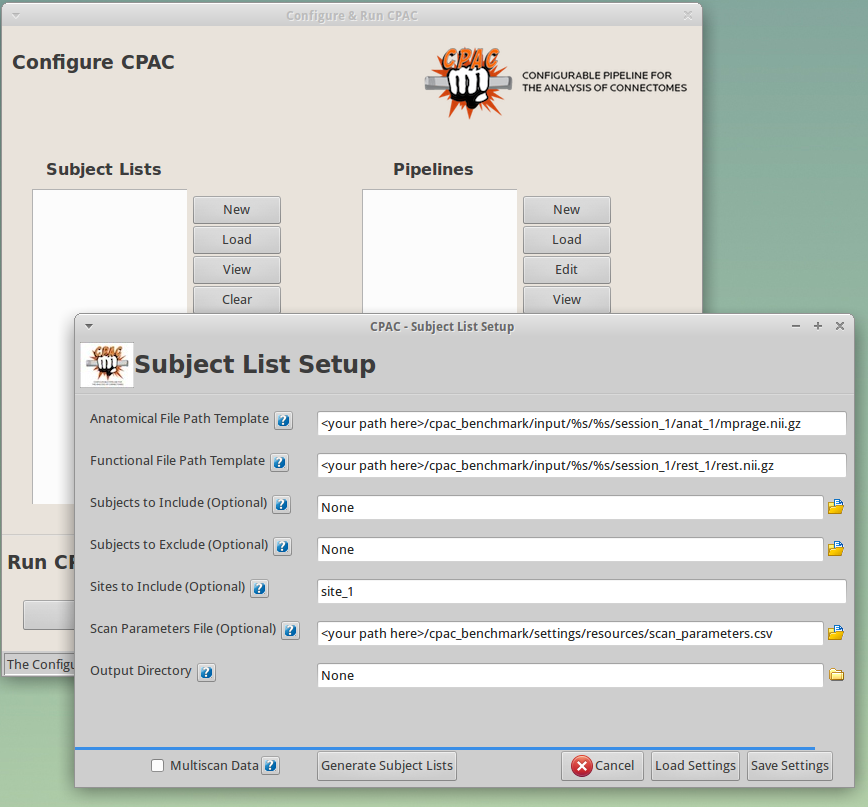 Configure & Run CPAC
Configure CPAC
CPAC
CONFIGURABLE PIPELINE FOR
THE ANALYSIS OF CONNECTOMES
Subject Lists
Pipelines
New
New
Load
Load
View
Edit
Clear
View
CPAC - Subject List Setup
CPAC
Subject List Setup
Anatomical File Path Template ?
<your path here>/cpac_benchmark/input/%s/%s/session_1/anat_1/mprage.nii.gz
Functional File Path Template ?
<your path here>/cpac_benchmark/input/%s/%s/session_1/rest_1/rest.nii.gz
Subjects to Include (Optional) ?
None
Subjects to Exclude (Optional) ?
None
Sites to Include (Optional) ?
site_1
Scan Parameters File (Optional) ?
<your path here>/cpac_benchmark/settings/resources/scan_parameters.csv
Output Directory ?
None
Run CP
The Configu
Multiscan Data ?
Generate Subject Lists
Cancel
Load Settings
Save Settings